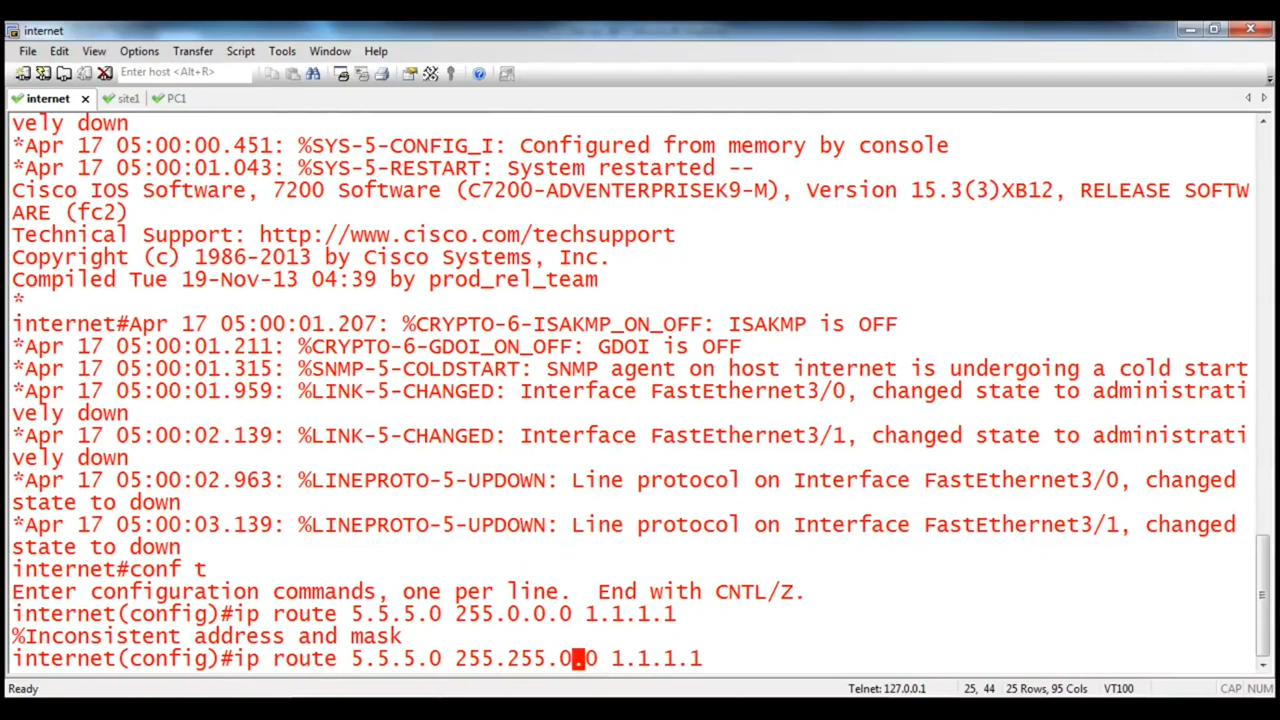 internet
File Edit View Options Transfer Script Tools Window Help
Enter host <Alt+R>
internet x site1 PC1
vely down
*Apr 17 05:00:00.451: %SYS-5-CONFIG_I: Configured from memory by console
*Apr 17 05:00:01.043: %SYS-5-RESTART: System restarted --
Cisco IOS Software, 7200 Software (C7200-ADVENTERPRISEK9-M), Version 15.3(3)XB12, RELEASE SOFTW
ARE (fc2)
Technical Support: http://www.cisco.com/techsupport
Copyright (c) 1986-2013 by Cisco Systems, Inc.
Compiled Tue 19-Nov-13 04:39 by prod_rel_team
*
internet#Apr 17 05:00:01.207: %CRYPTO-6-ISAKMP_ON_OFF: ISAKMP is OFF
*Apr 17 05:00:01.211: %CRYPTO-6-GDOI_ON_OFF: GDOI is OFF
*Apr 17 05:00:01.315: %SNMP-5-COLDSTART: SNMP agent on host internet is undergoing a cold start
*Apr 17 05:00:01.959: %LINK-5-CHANGED: Interface FastEthernet3/0, changed state to administrati
vely down
*Apr 17 05:00:02.139: %LINK-5-CHANGED: Interface FastEthernet3/1, changed state to administrati
vely down
*Apr 17 05:00:02.963: %LINEPROTO-5-UPDOWN: Line protocol on Interface FastEthernet3/0, changed
state to down
*Apr 17 05:00:03.139: %LINEPROTO-5-UPDOWN: Line protocol on Interface FastEthernet3/1, changed
state to down
internet#conf t
Enter configuration commands, one per line.  End with CNTL/Z.
internet(config)#ip route 5.5.5.0 255.0.0.0 1.1.1.1
%Inconsistent address and mask
internet(config)#ip route 5.5.5.0 255.255.0.0 1.1.1.1
Ready Telnet: 127.0.0.1 25, 44 25 Rows, 95 Cols VT100 CAP NUM